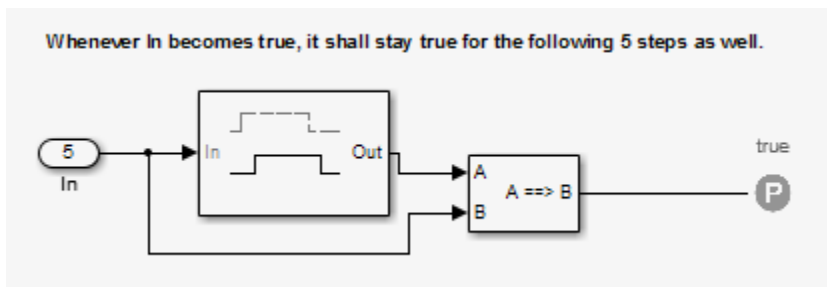 Whenever In becomes true, it shall stay true for the following 5 steps as well.
5
In
In
Out
A
B
A ==> B
true
P